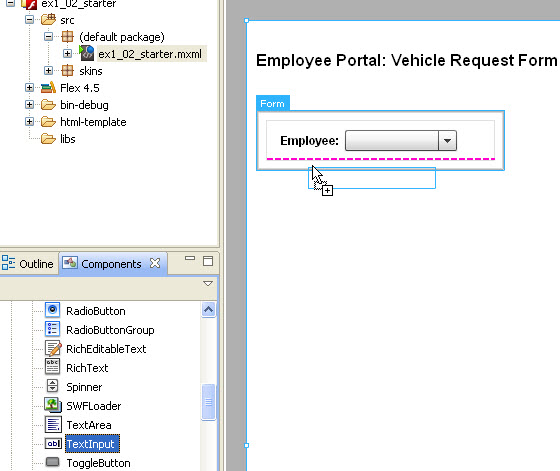 ex1_02_starter
src
(default package)
ex1_02_starter.mxml
skins
Flex 4.5
bin-debug
html-template
libs
Outline
Components
RadioButton
RadioButtonGroup
RichEditableText
RichText
Spinner
SWFLoader
TextArea
TextInput
ToggleButton
Employee Portal: Vehicle Request Form
Form
Employee: